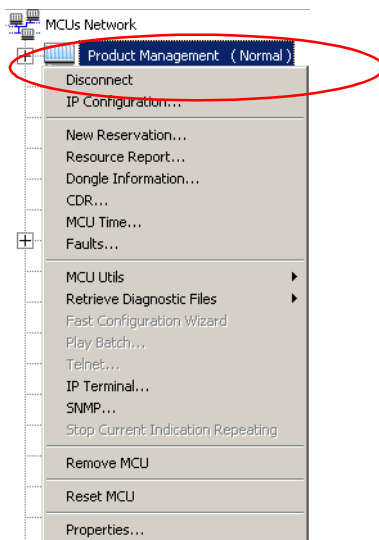 MCUs Network
Product Management (Normal)
Disconnect
IP Configuration...
New Reservation...
Resource Report...
Dongle Information...
CDR...
MCU Time...
Faults...
MCU Utils
Retrieve Diagnostic Files
Fast Configuration Wizard
Play Batch...
Telnet...
IP Terminal...
SNMP...
Stop Current Indication Repeating
Remove MCU
Reset MCU
Properties...